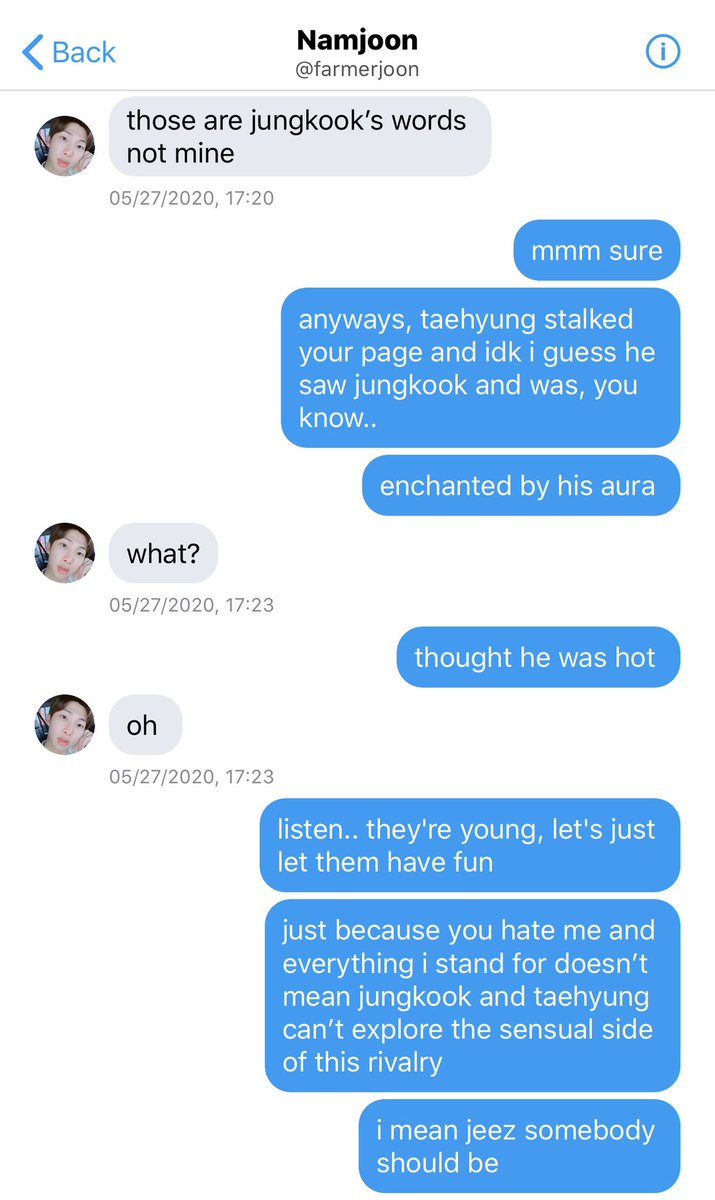 Back
Namjoon
@farmerjoon
those are jungkook’s words
not mine
05/27/2020, 17:20
mmm sure
anyways, taehyung stalked
your page and idk i guess he
saw jungkook and was, you
know..
enchanted by his aura
what?
05/27/2020, 17:23
thought he was hot
oh
05/27/2020, 17:23
listen.. they're young, let's just
let them have fun
just because you hate me and
everything i stand for doesn’t
mean jungkook and taehyung
can’t explore the sensual side
of this rivalry
i mean jeez somebody
should be